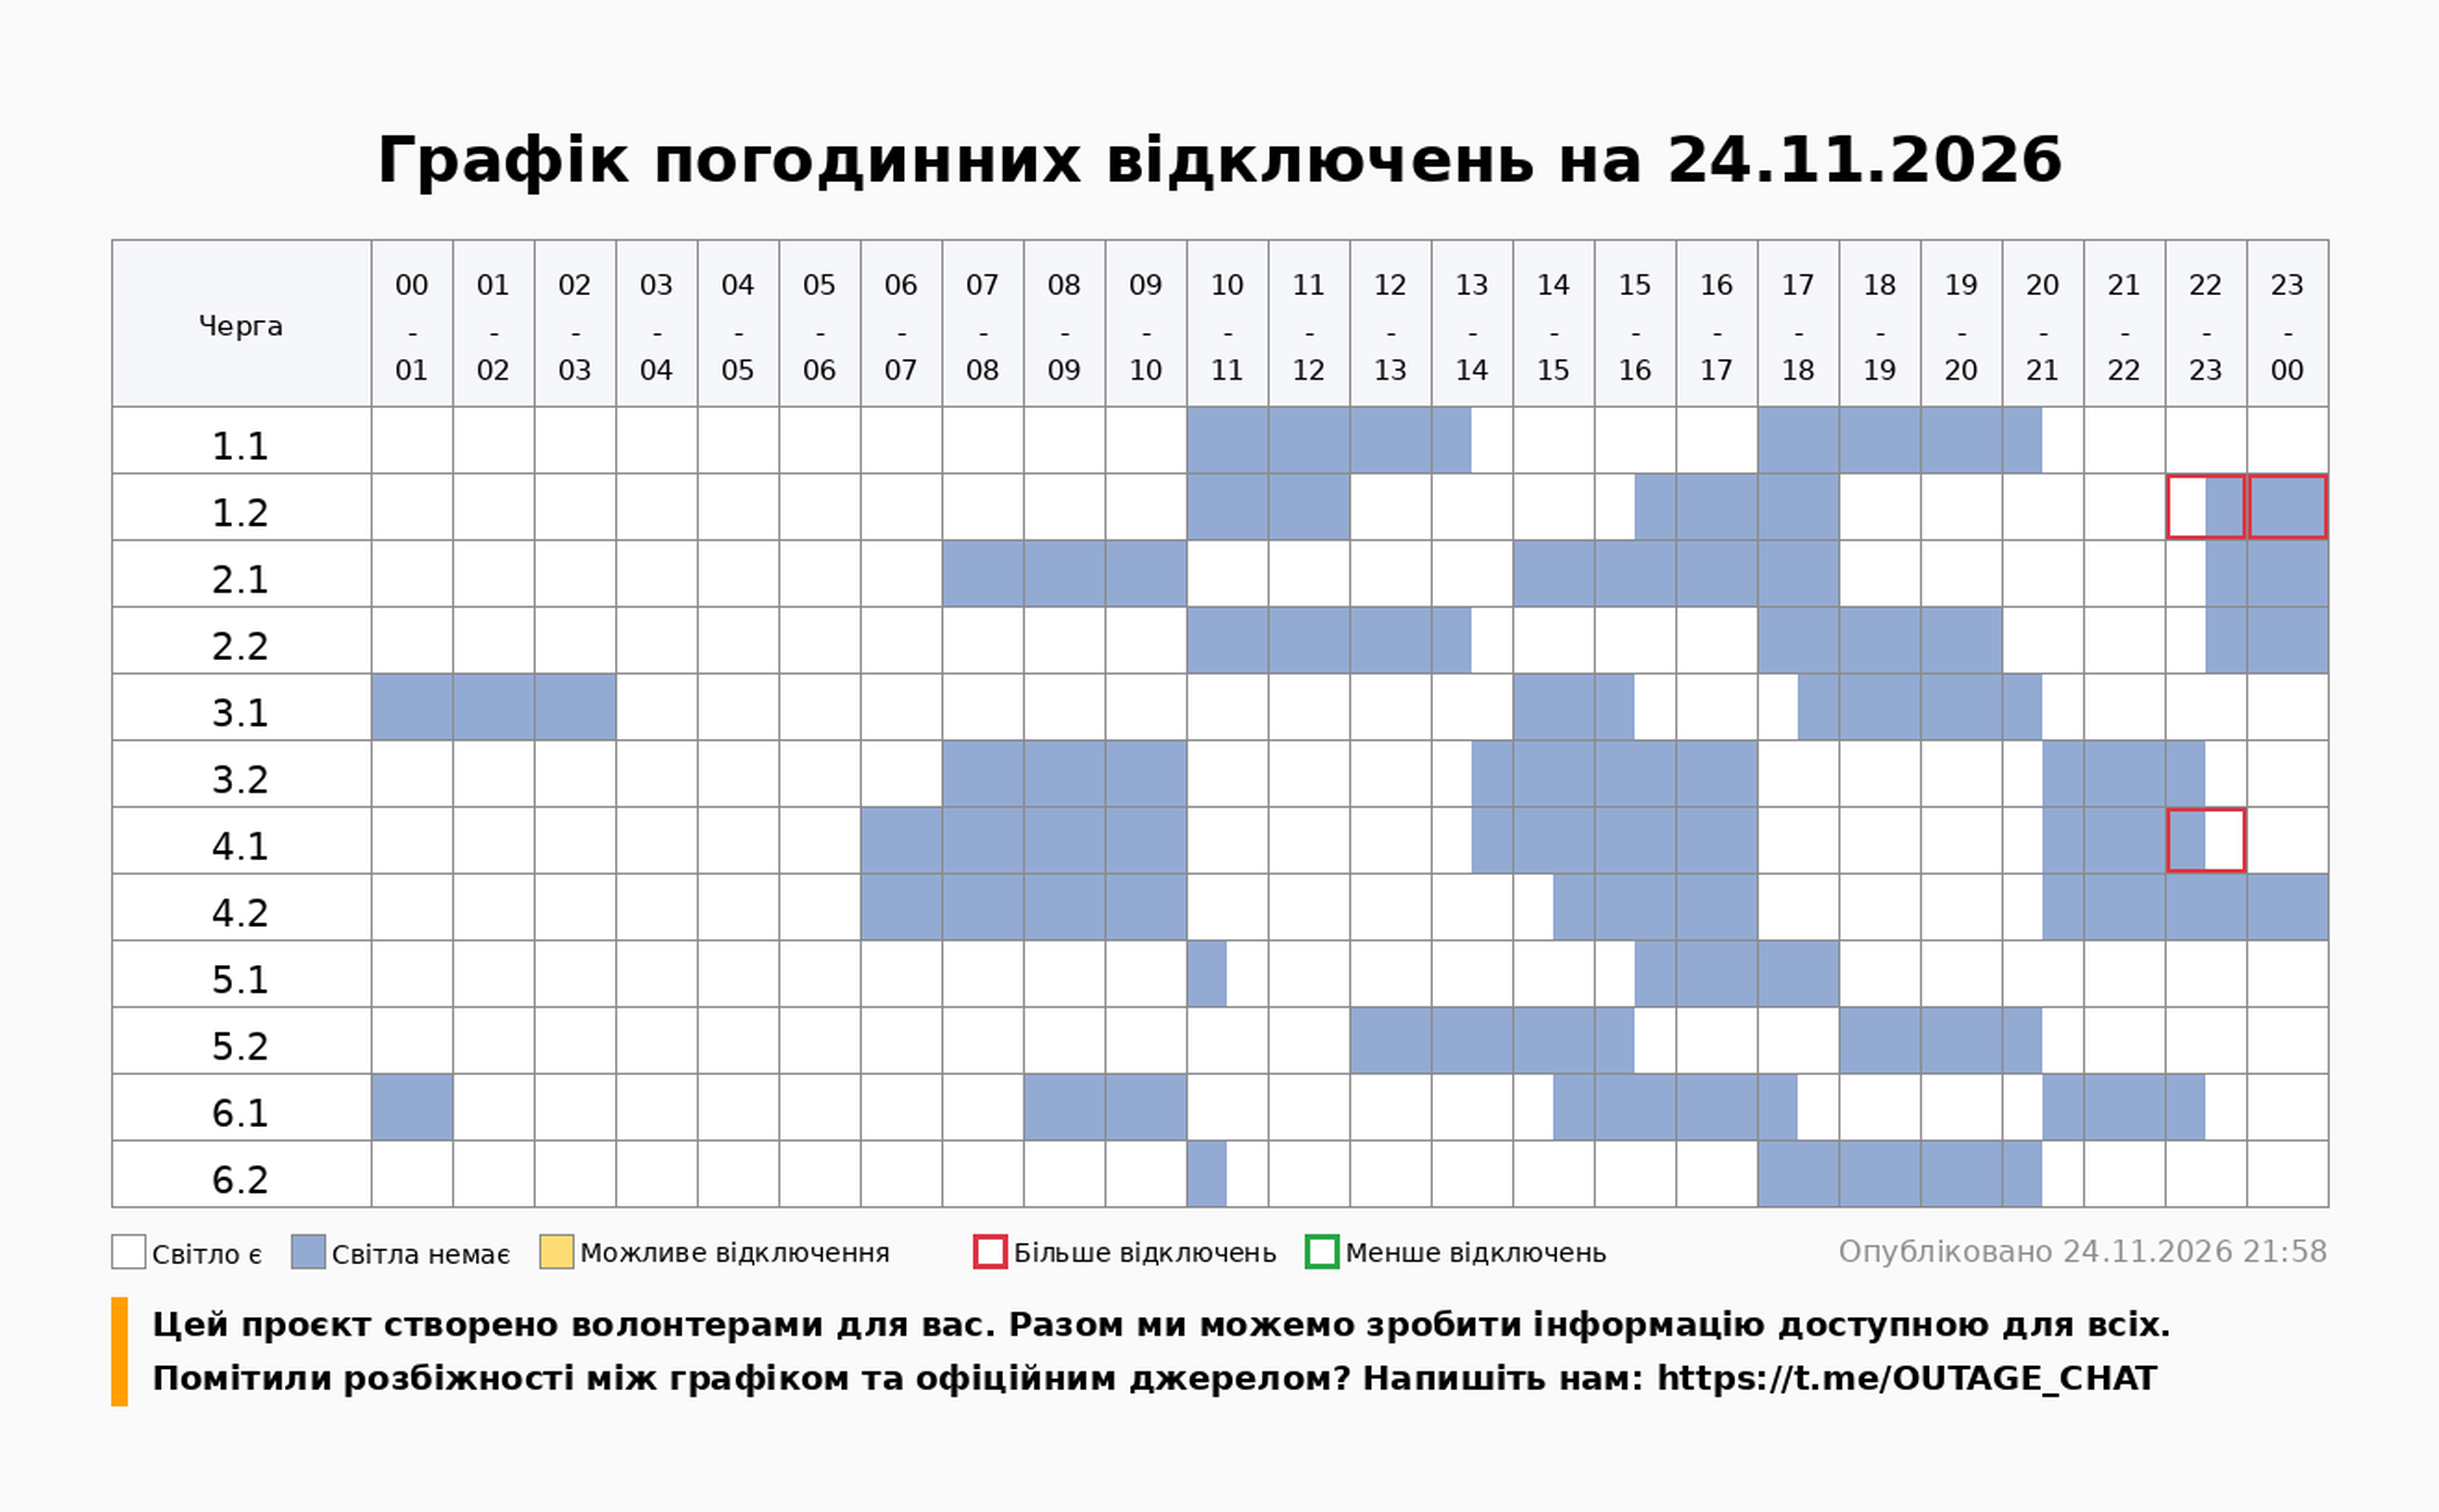 Графік погодинних відключень на 24.11.2026
Черга
00 - 01
01 - 02
02 - 03
03 - 04
04 - 05
05 - 06
06 - 07
07 - 08
08 - 09
09 - 10
10 - 11
11 - 12
12 - 13
13 - 14
14 - 15
15 - 16
16 - 17
17 - 18
18 - 19
19 - 20
20 - 21
21 - 22
22 - 23
23 - 00
1.1
1.2
2.1
2.2
3.1
3.2
4.1
4.2
5.1
5.2
6.1
6.2
Світло є
Світла немає
Можливе відключення
Більше відключень
Менше відключень
Опубліковано 24.11.2026 21:58
Цей проєкт створено волонтерами для вас. Разом ми можемо зробити інформацію доступною для всіх.
Помітили розбіжності між графіком та офіційним джерелом? Напишіть нам: https://t.me/OUTAGE_CHAT